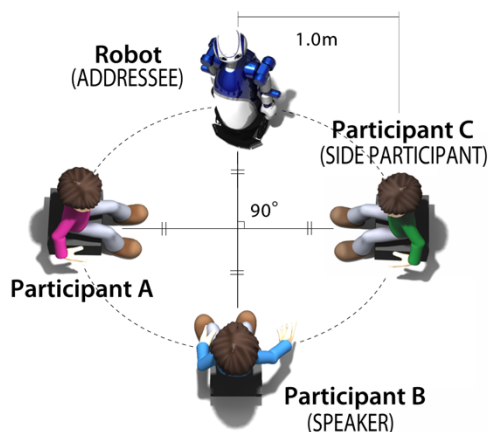 Robot
(ADDRESSEE)
1.0m
Participant C
(SIDE PARTICIPANT)
90°
Participant A
Participant B
(SPEAKER)